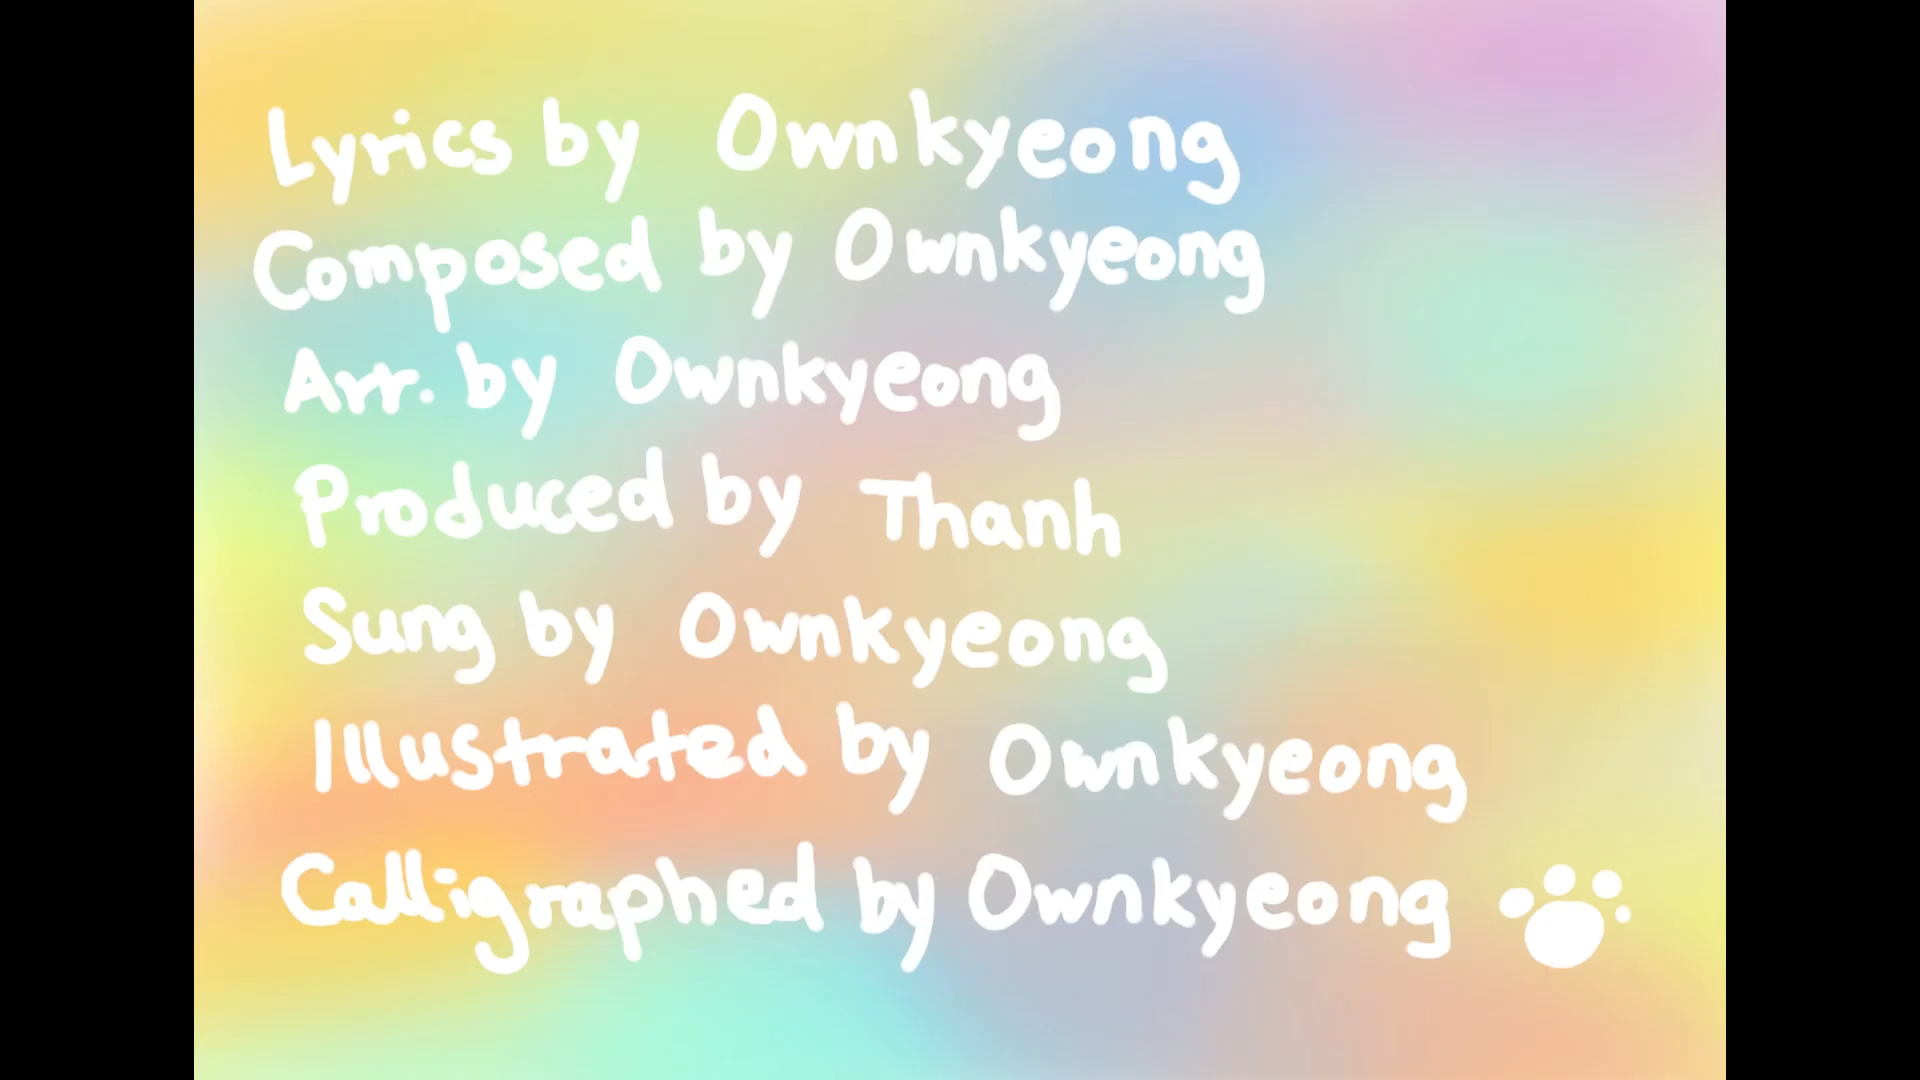 Lyrics by Ownkyeong
Composed by Ownkyeong
Arr. by Ownkyeong
Produced by Thanh
Sung by Ownkyeong
Illustrated by Ownkyeong
Calligraphed by Ownkyeong